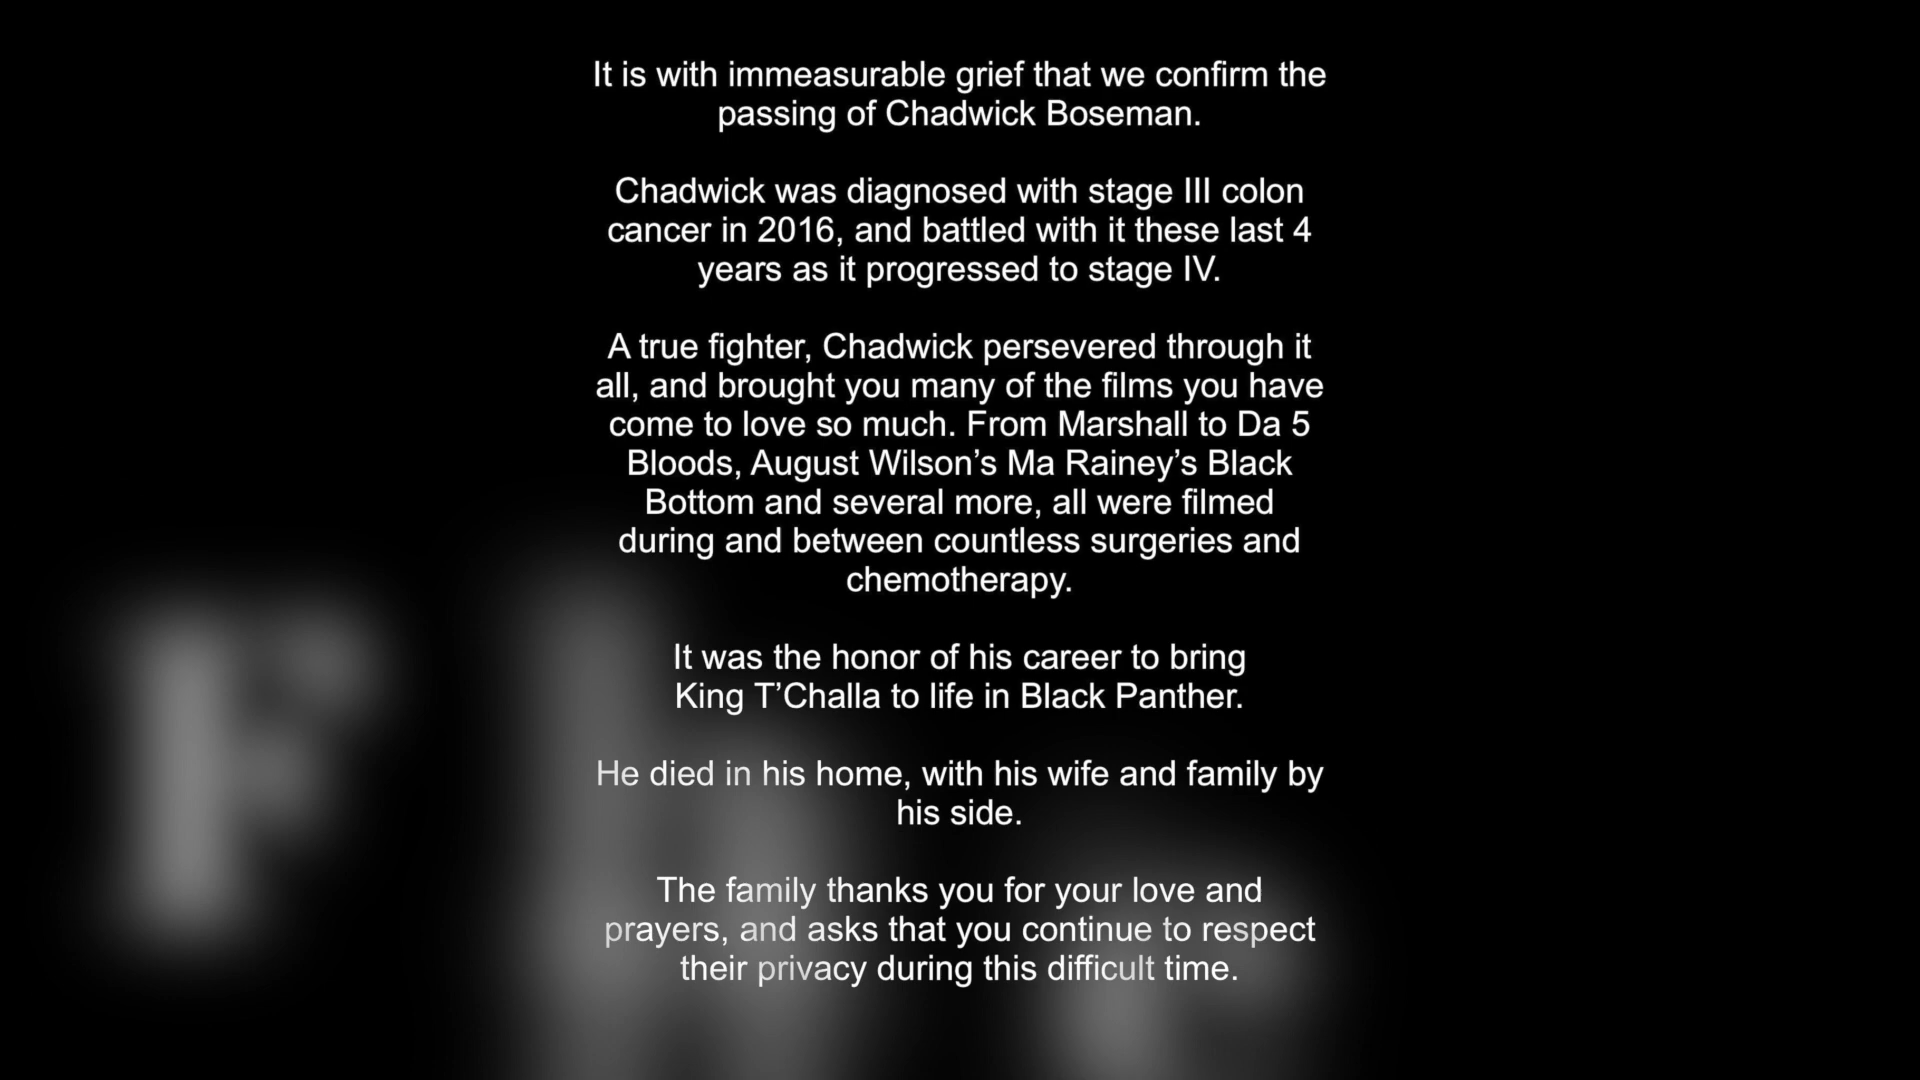 It is with immeasurable grief that we confirm the
passing of Chadwick Boseman.
Chadwick was diagnosed with stage III colon
cancer in 2016, and battled with it these last 4
years as it progressed to stage IV.
A true fighter, Chadwick persevered through it
all, and brought you many of the films you have
come to love so much. From Marshall to Da 5
Bloods, August Wilson’s Ma Rainey’s Black
Bottom and several more, all were filmed
during and between countless surgeries and
chemotherapy.
It was the honor of his career to bring
King T’Challa to life in Black Panther.
He died in his home, with his wife and family by
his side.
The family thanks you for your love and
prayers, and asks that you continue to respect
their privacy during this difficult time.